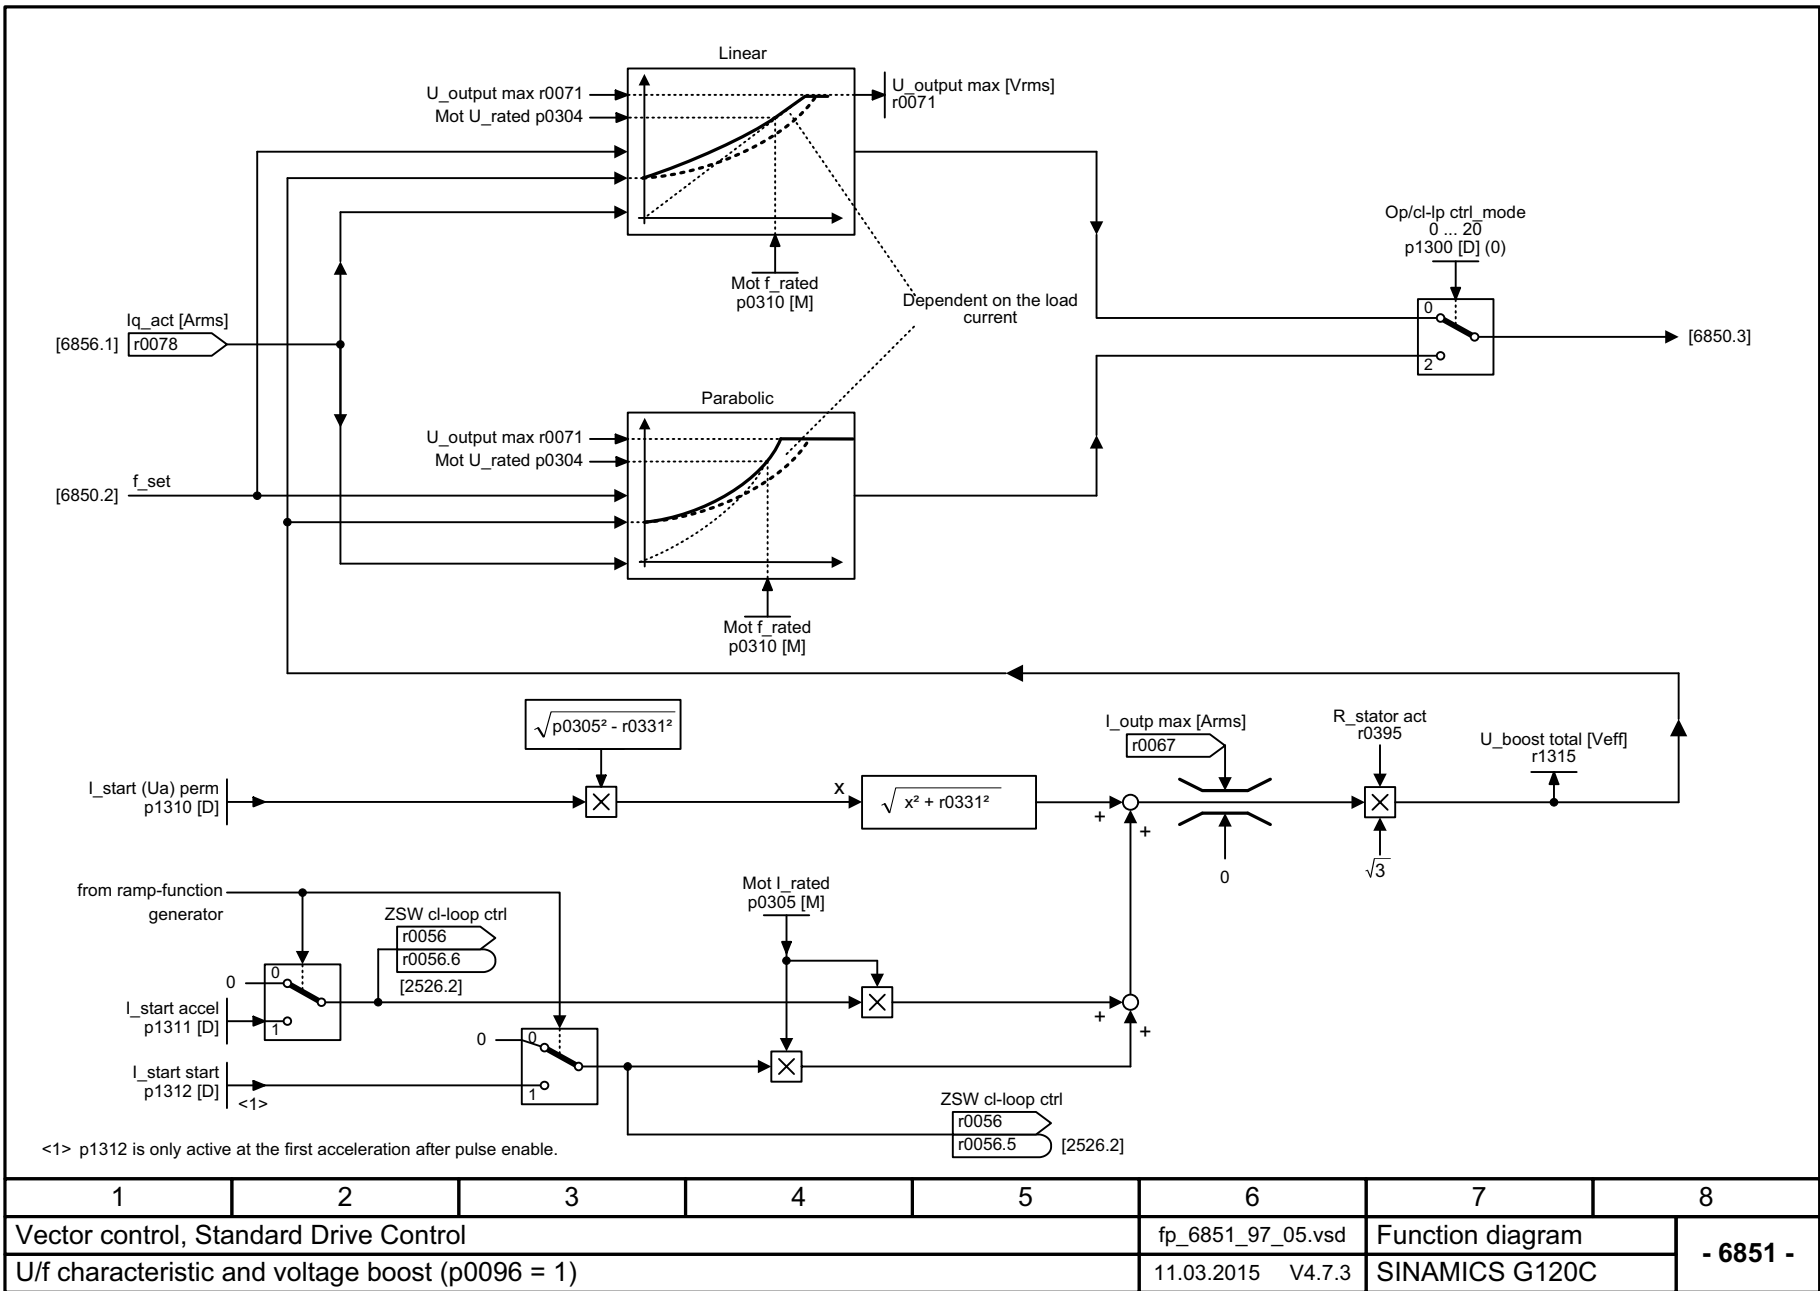 Linear
U_output max r0071
Mot U_rated p0304
U_output max [Vrms]
r0071
Mot f_rated
p0310 [M]
Dependent on the load
current
Op/cl-lp ctrl_mode
0 ... 20
p1300 [D] (0)
0
2
[6850.3]
Iq_act [Arms]
[6856.1]
r0078
Parabolic
U_output max r0071
Mot U_rated p0304
[6850.2]
f_set
Mot f_rated
p0310 [M]
√p0305² - r0331²
I_start (Ua) perm
p1310 [D]
x
√x² + r0331²
+
+
I_outp max [Arms]
r0067
0
R_stator act
r0395
√3
U_boost total [Veff]
r1315
from ramp-function
generator
ZSW cl-loop ctrl
r0056
r0056.6
[2526.2]
0
0
1
I_start accel
p1311 [D]
Mot I_rated
p0305 [M]
+
+
0
0
1
I_start start
p1312 [D]
<1>
ZSW cl-loop ctrl
r0056
r0056.5
[2526.2]
<1> p1312 is only active at the first acceleration after pulse enable.
1 2 3 4 5 6 7 8
Vector control, Standard Drive Control
fp_6851_97_05.vsd
Function diagram
- 6851 -
U/f characteristic and voltage boost (p0096 = 1)
11.03.2015 V4.7.3
SINAMICS G120C